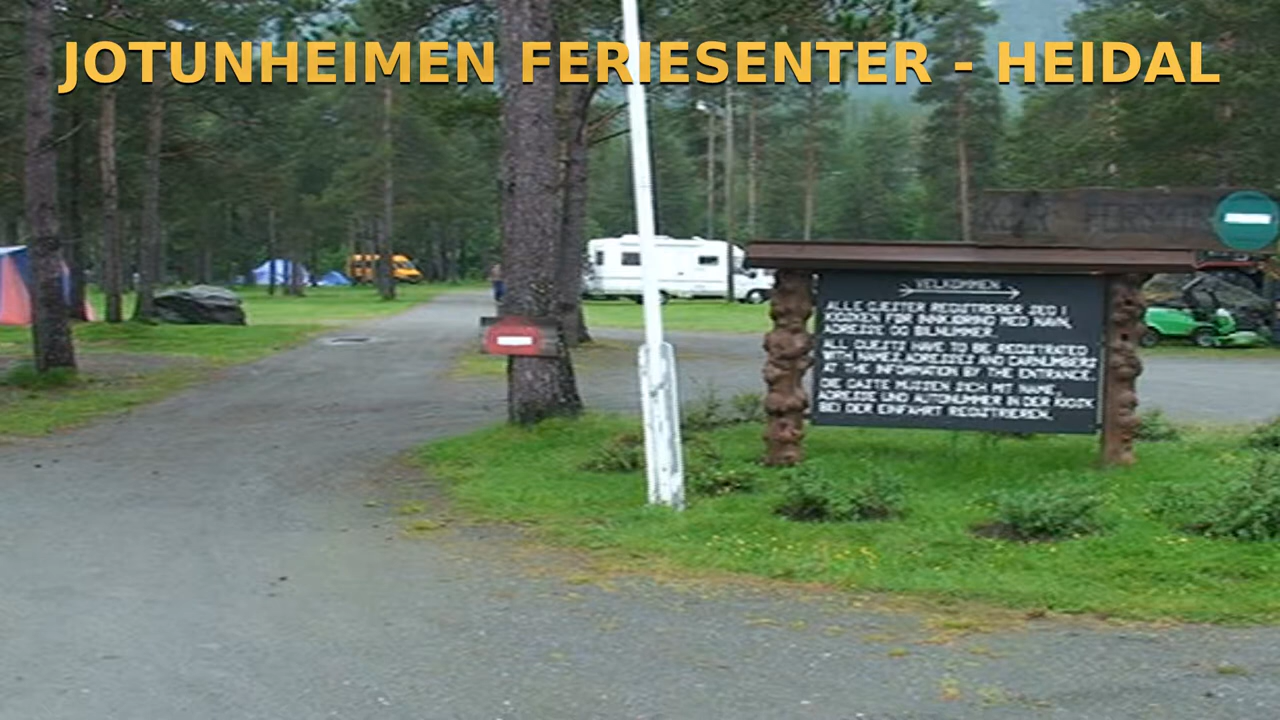 JOTUNHEIMEN FERIESENTER - HEIDAL
VELKOMMEN
ALLE GJESTER REGISTRERER SEG I
KIOSKEN FØR INNKJØRING MED NAVN,
ADRESSE OG BILNUMMER
ALL GUESTS HAVE TO BE REGISTRATED
WITH NAMES, ADRESSES AND CARNUMBERS
AT THE INFORMATION BY THE ENTRANCE.
DIE GÄSTE MÜSSEN SICH MIT NAME,
ADRESSE UND AUTONUMMER IN DER KIOSK
BEI DER EINFAHRT REGISTRIEREN.